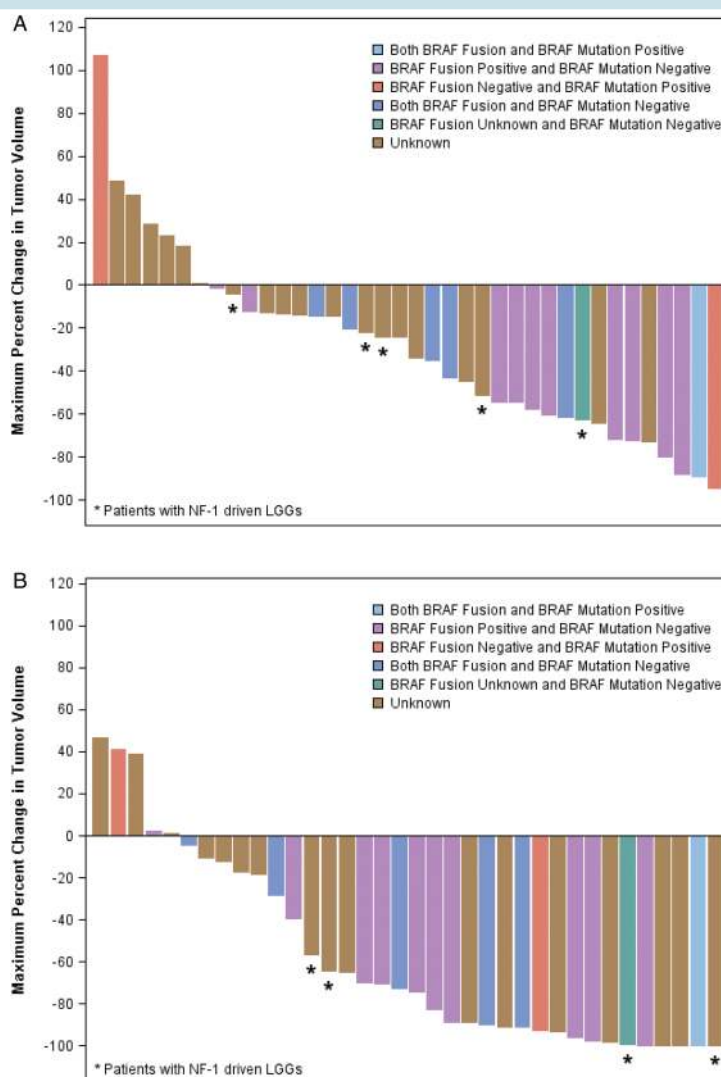 A
120
100
80
60
40
20
0
-20
-40
-60
-80
-100
Maximum Percent Change in Tumor Volume
Both BRAF Fusion and BRAF Mutation Positive
BRAF Fusion Positive and BRAF Mutation Negative
BRAF Fusion Negative and BRAF Mutation Positive
Both BRAF Fusion and BRAF Mutation Negative
BRAF Fusion Unknown and BRAF Mutation Negative
Unknown
*
*
*
*
*
* Patients with NF-1 driven LGGs
B
120
100
80
60
40
20
0
-20
-40
-60
-80
-100
Maximum Percent Change in Tumor Volume
Both BRAF Fusion and BRAF Mutation Positive
BRAF Fusion Positive and BRAF Mutation Negative
BRAF Fusion Negative and BRAF Mutation Positive
Both BRAF Fusion and BRAF Mutation Negative
BRAF Fusion Unknown and BRAF Mutation Negative
Unknown
*
*
*
*
* Patients with NF-1 driven LGGs